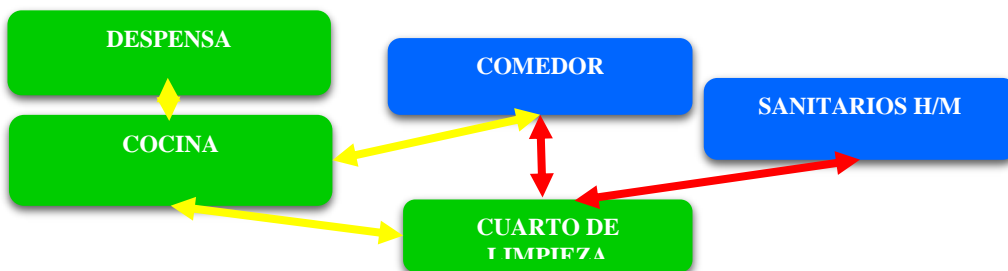 DESPENSA
COMEDOR
SANITARIOS H/M
COCINA
CUARTO DE
LIMPIEZA